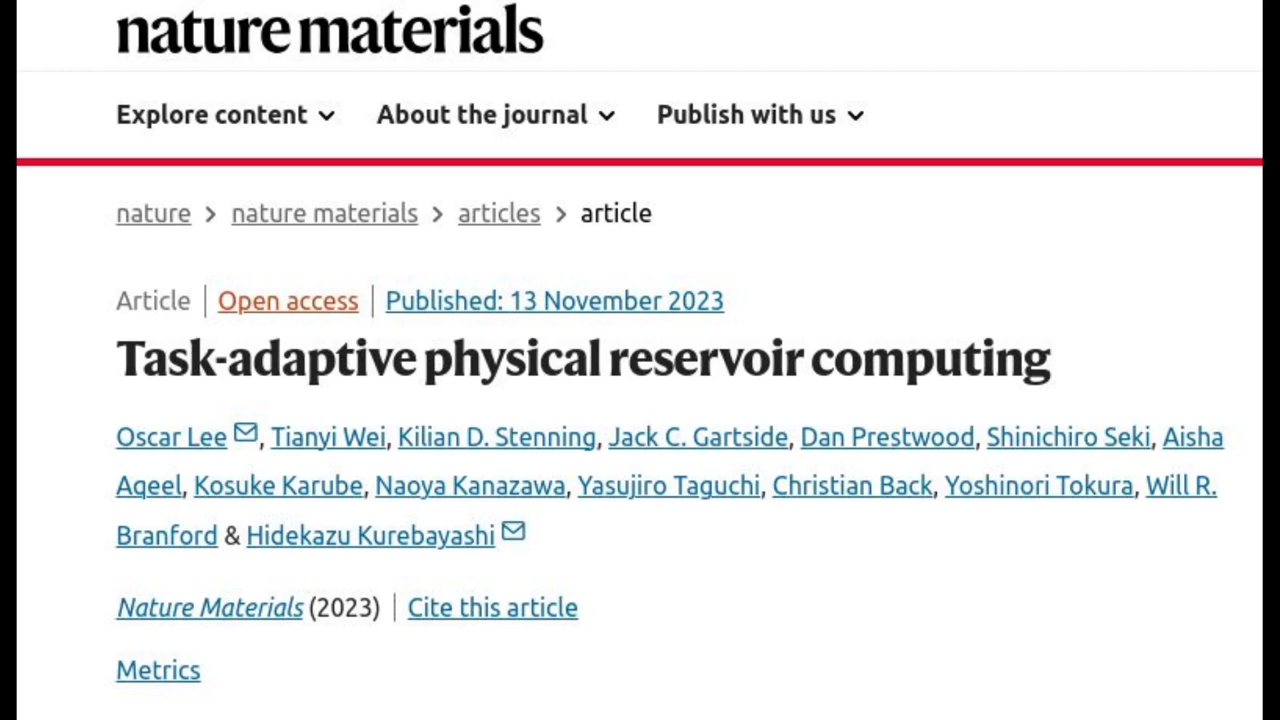 nature materials
Explore content About the journal Publish with us
nature > nature materials > articles > article
Article | Open access | Published: 13 November 2023
Task-adaptive physical reservoir computing
Oscar Lee, Tianyi Wei, Kilian D. Stenning, Jack C. Gartside, Dan Prestwood, Shinichiro Seki, Aisha
Aqeel, Kosuke Karube, Naoya Kanazawa, Yasujiro Taguchi, Christian Back, Yoshinori Tokura, Will R.
Branford & Hidekazu Kurebayashi
Nature Materials (2023) | Cite this article
Metrics